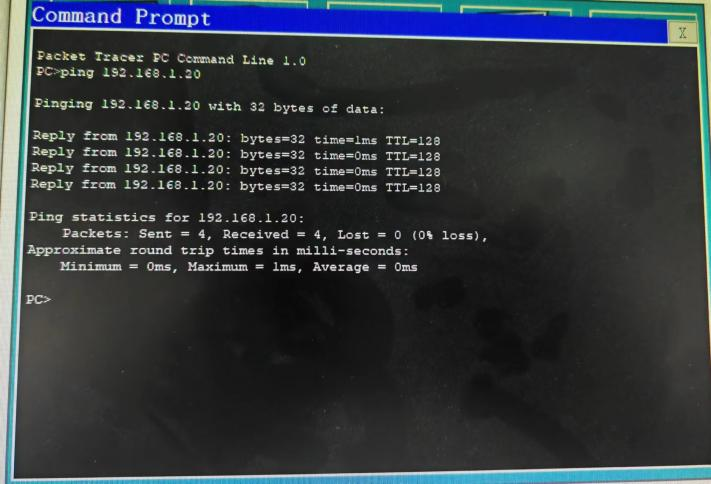 Command Prompt
X
Packet Tracer PC Command Line 1.0
PC>ping 192.168.1.20
Pinging 192.168.1.20 with 32 bytes of data:
Reply from 192.168.1.20: bytes=32 time=1ms TTL=128
Reply from 192.168.1.20: bytes=32 time=0ms TTL=128
Reply from 192.168.1.20: bytes=32 time=0ms TTL=128
Reply from 192.168.1.20: bytes=32 time=0ms TTL=128
Ping statistics for 192.168.1.20:
Packets: Sent = 4, Received = 4, Lost = 0 (0% loss),
Approximate round trip times in milli-seconds:
Minimum = 0ms, Maximum = 1ms, Average = 0ms
PC>